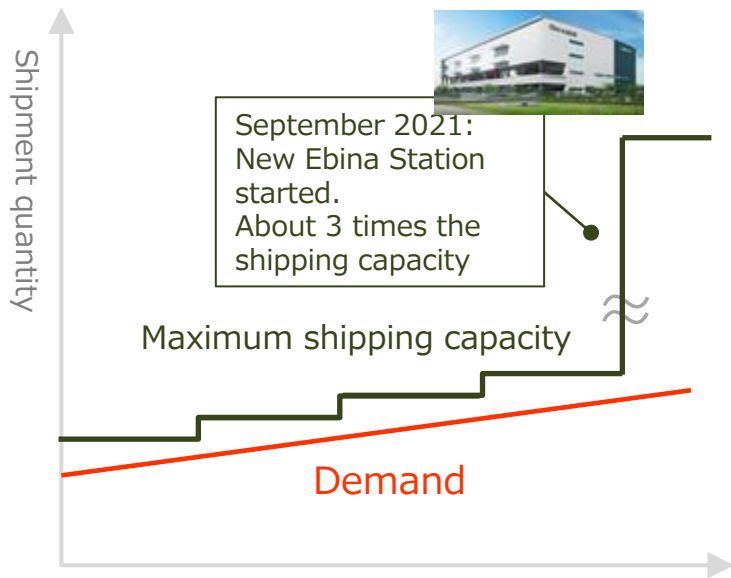 Shipment quantity
September 2021:
New Ebina Station
started.
About 3 times the
shipping capacity
Maximum shipping capacity
Demand